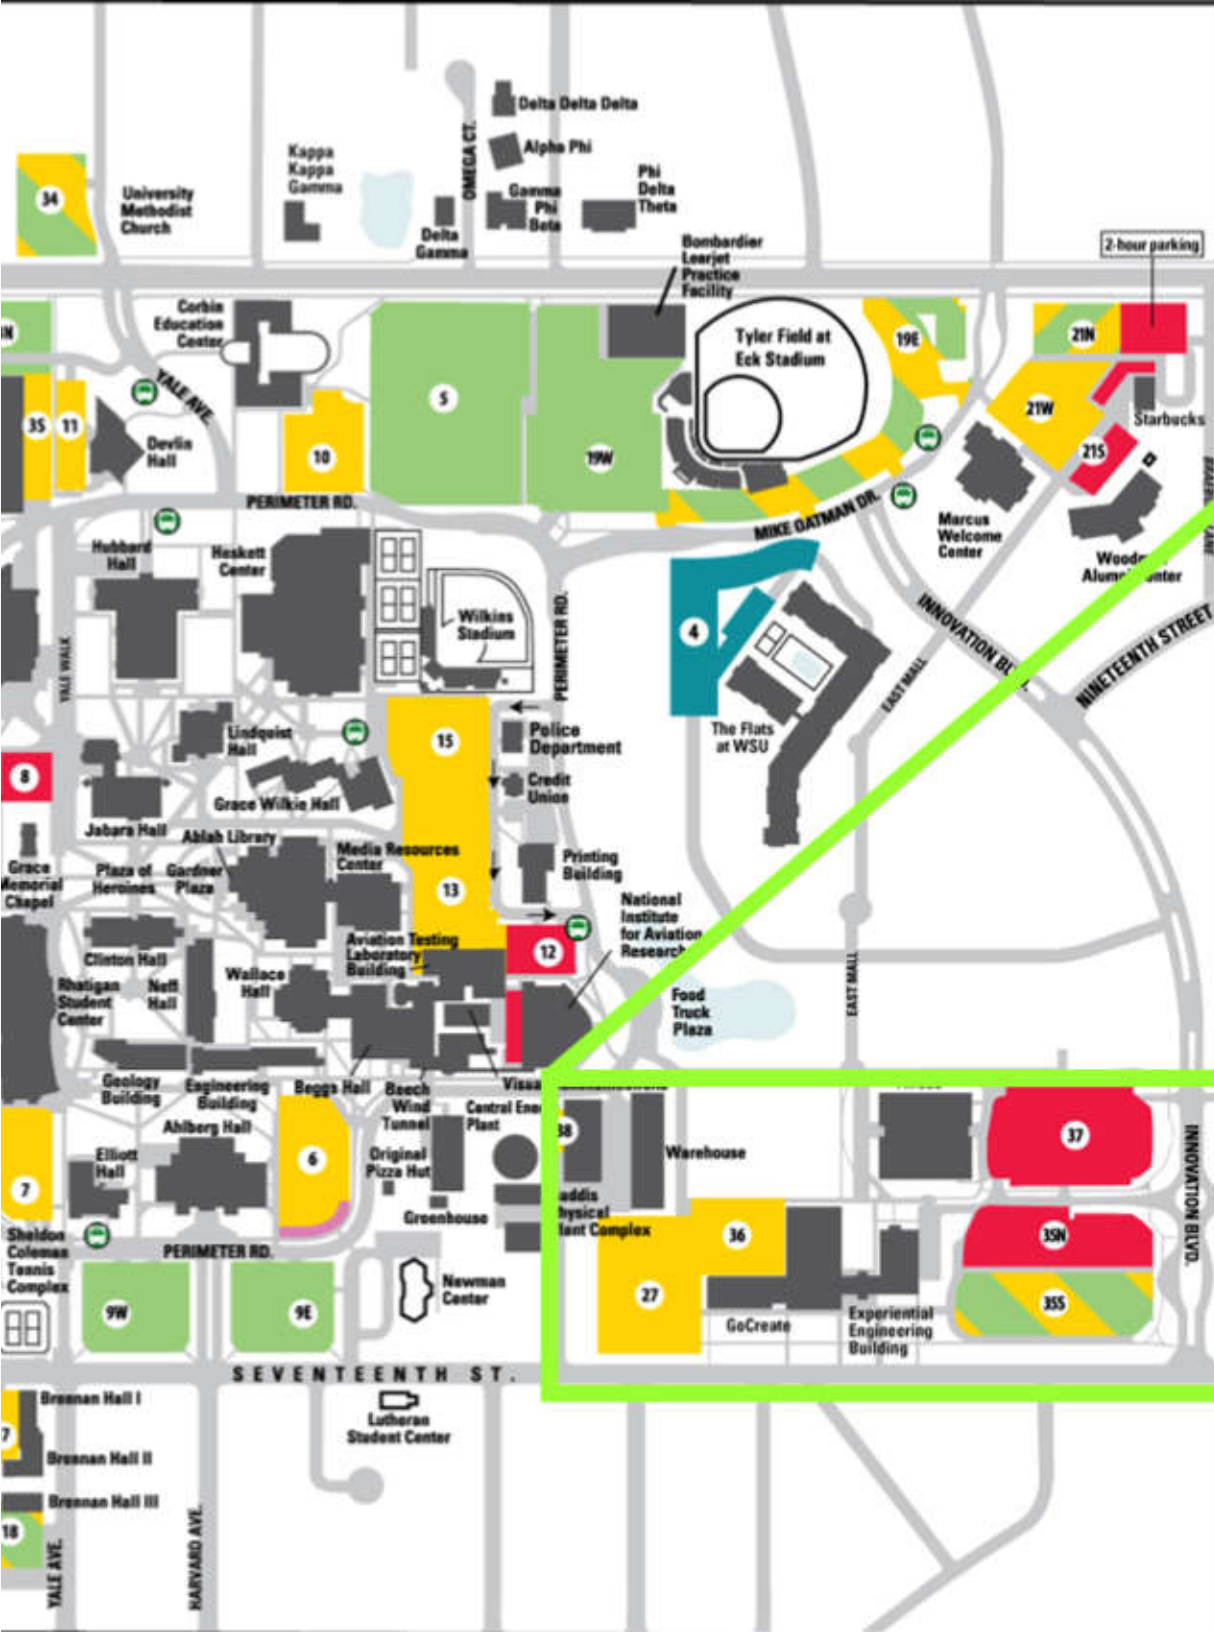 Delta Delta Delta
OMEGA CT.
Alpha Phi
Kappa
Kappa
Gamma
Phi
Delta
Theta
34
University
Methodist
Church
Gamma
Phi
Beta
Delta
Gamma
Bombardier
Learjet
Practice
Facility
2-hour parking
Corbin
Education
Center
Tyler Field at
Eck Stadium
19E
21N
YALE AVE.
5
21W
Starbucks
3S
11
Devlin
Hall
10
19W
21S
PERIMETER RD.
MIKE OATMAN DR.
Marcus
Welcome
Center
Hubbard
Hall
Heskett
Center
INNOVATION BLVD.
NINETEENTH STREET
Wilkins
Stadium
PERIMETER RD.
4
YALE WALK
EAST MALL
Lindquist
Hall
15
Police
Department
The Flats
at WSU
8
Grace Wilkie Hall
Credit
Union
Jabara Hall
Ablah Library
Media Resources
Center
Grace
Memorial
Chapel
Plaza of
Heroines
Gardner
Plaza
13
Printing
Building
National
Institute
for Aviation
Research
Aviation Testing
Laboratory
Building
12
Clinton Hall
Rhatigan
Student
Center
Neff
Hall
Wallace
Hall
Food
Truck
Plaza
EAST MALL
Geology
Building
Engineering
Building
Beggs Hall
Beech
Wind
Tunnel
Central
Plant
Ahlberg Hall
38
37
Elliott
Hall
6
Original
Pizza Hut
Warehouse
INNOVATION BLVD.
7
Greenhouse
Plant Complex
36
35N
Sheldon
Coleman
Tennis
Complex
PERIMETER RD.
9W
9E
Newman
Center
27
35S
GoCreate
Experiential
Engineering
Building
SEVENTEENTH ST.
Brennan Hall I
Lutheran
Student Center
7
Brennan Hall II
Brennan Hall III
18
YALE AVE.
HARVARD AVE.